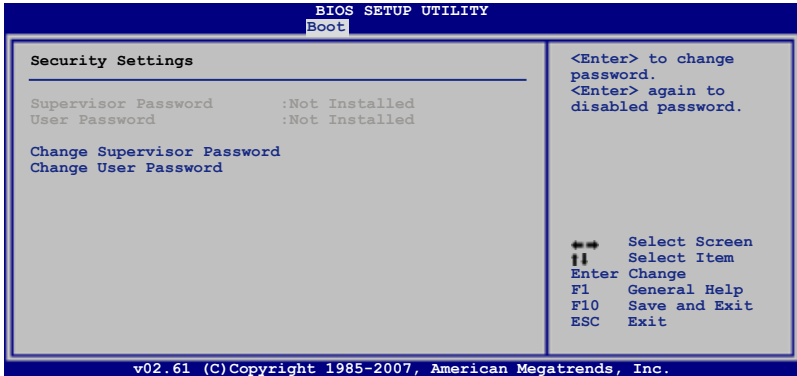 BIOS SETUP UTILITY
Boot
Security Settings
Supervisor Password :Not Installed
User Password :Not Installed
Change Supervisor Password
Change User Password
<Enter> to change
password.
<Enter> again to
disabled password.
Select Screen
Select Item
Enter Change
F1 General Help
F10 Save and Exit
ESC Exit
v02.61 (C)Copyright 1985-2007, American Megatrends, Inc.